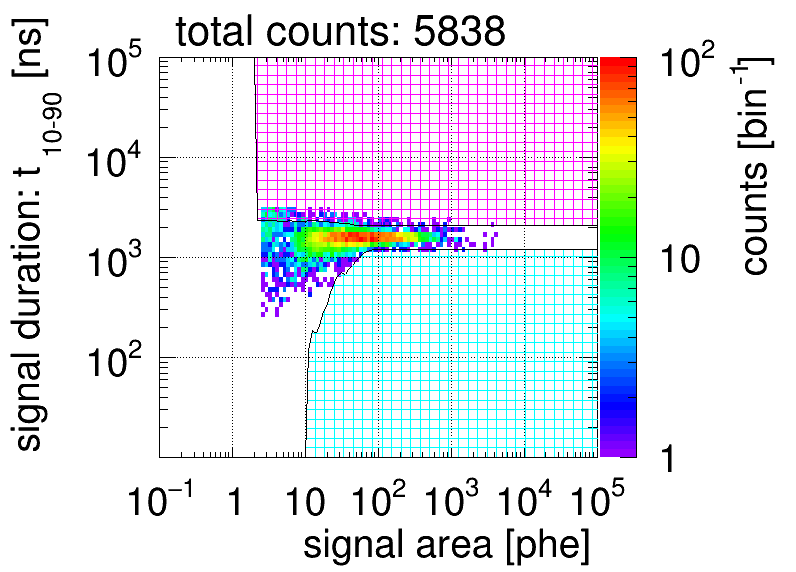 total counts: 5838
signal duration: t 10-90 [ns]
10^5
10^4
10^3
10^2
10^−1 1 10 10^2 10^3 10^4 10^5
signal area [phe]
10^2
10
1
counts [bin^-1]